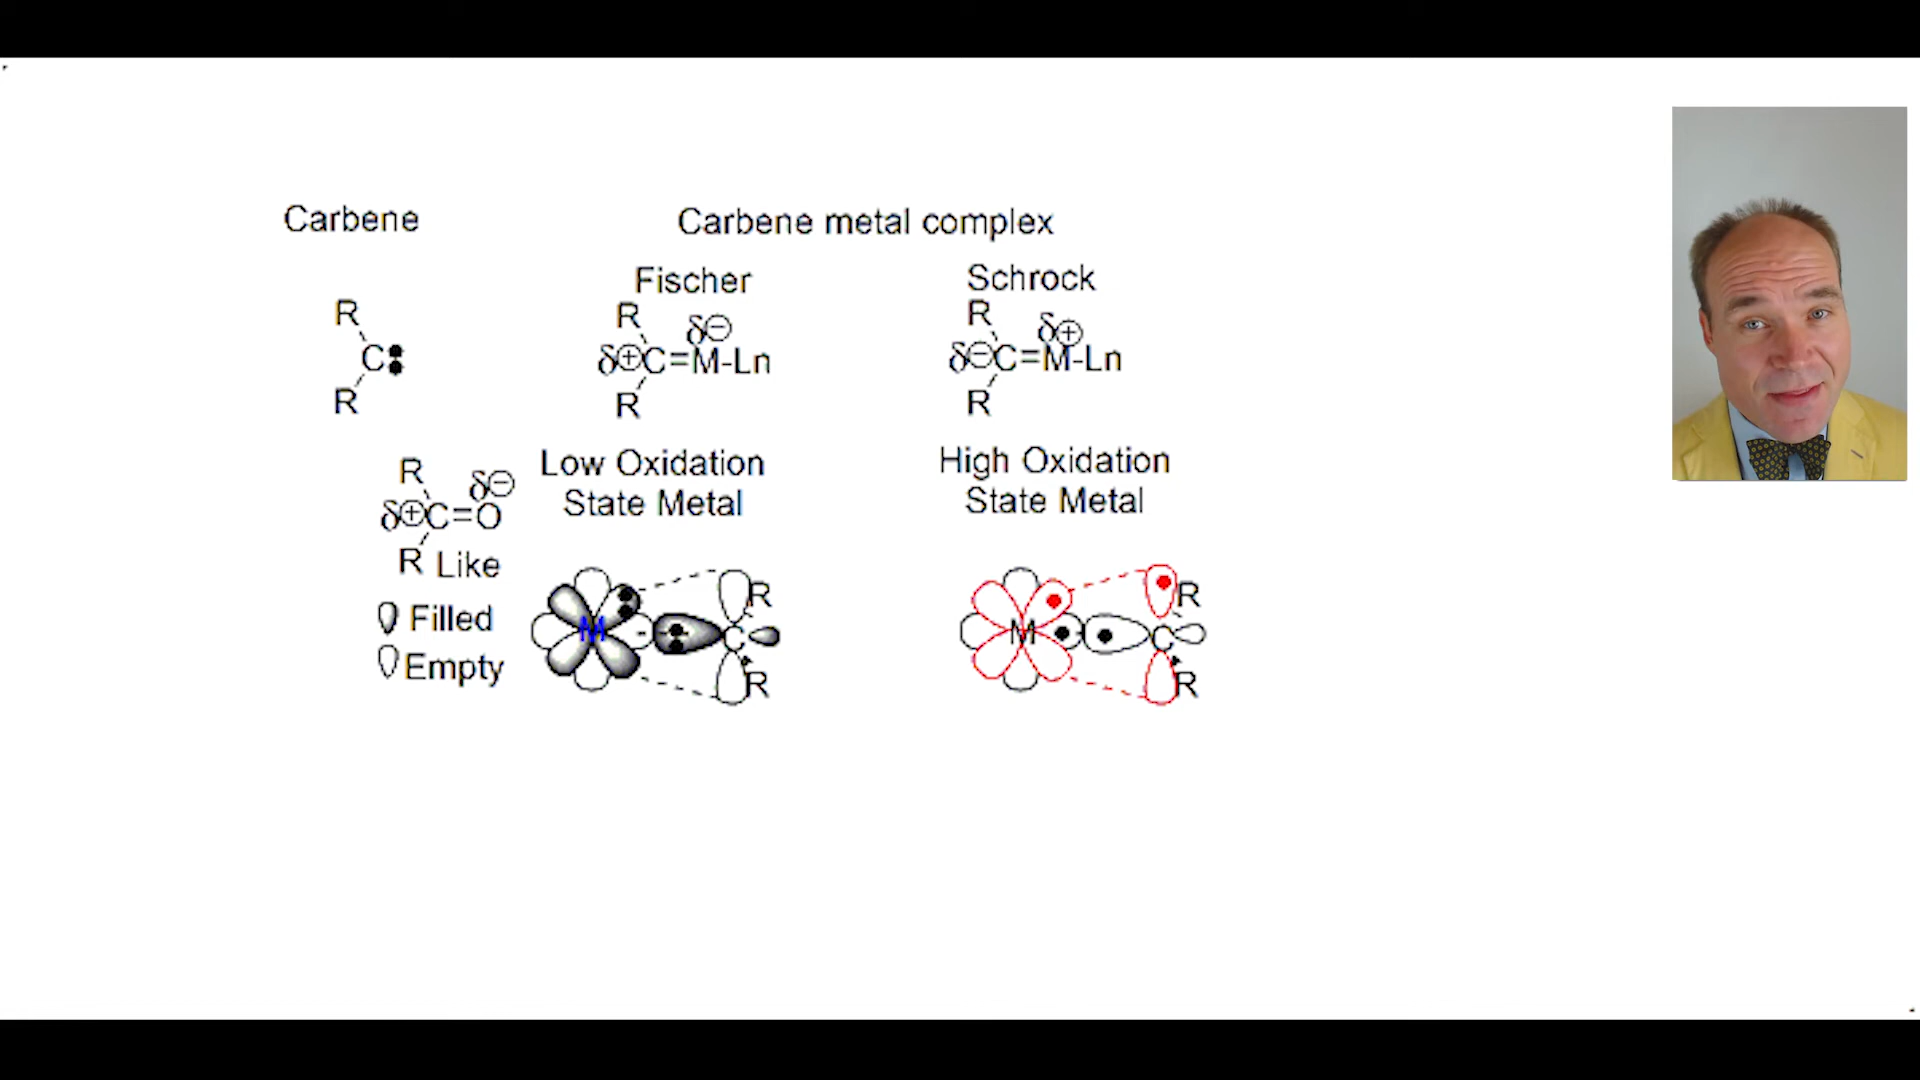 Carbene
Carbene metal complex
Fischer
Schrock
R
C
R
R
δ⊖
δ⊕C=M-Ln
R
R
δ⊕
δ⊖C=M-Ln
R
Low Oxidation
State Metal
High Oxidation
State Metal
R
δ⊖
δ⊕C=O
R Like
Filled
Empty
M C R
R
M C R
R